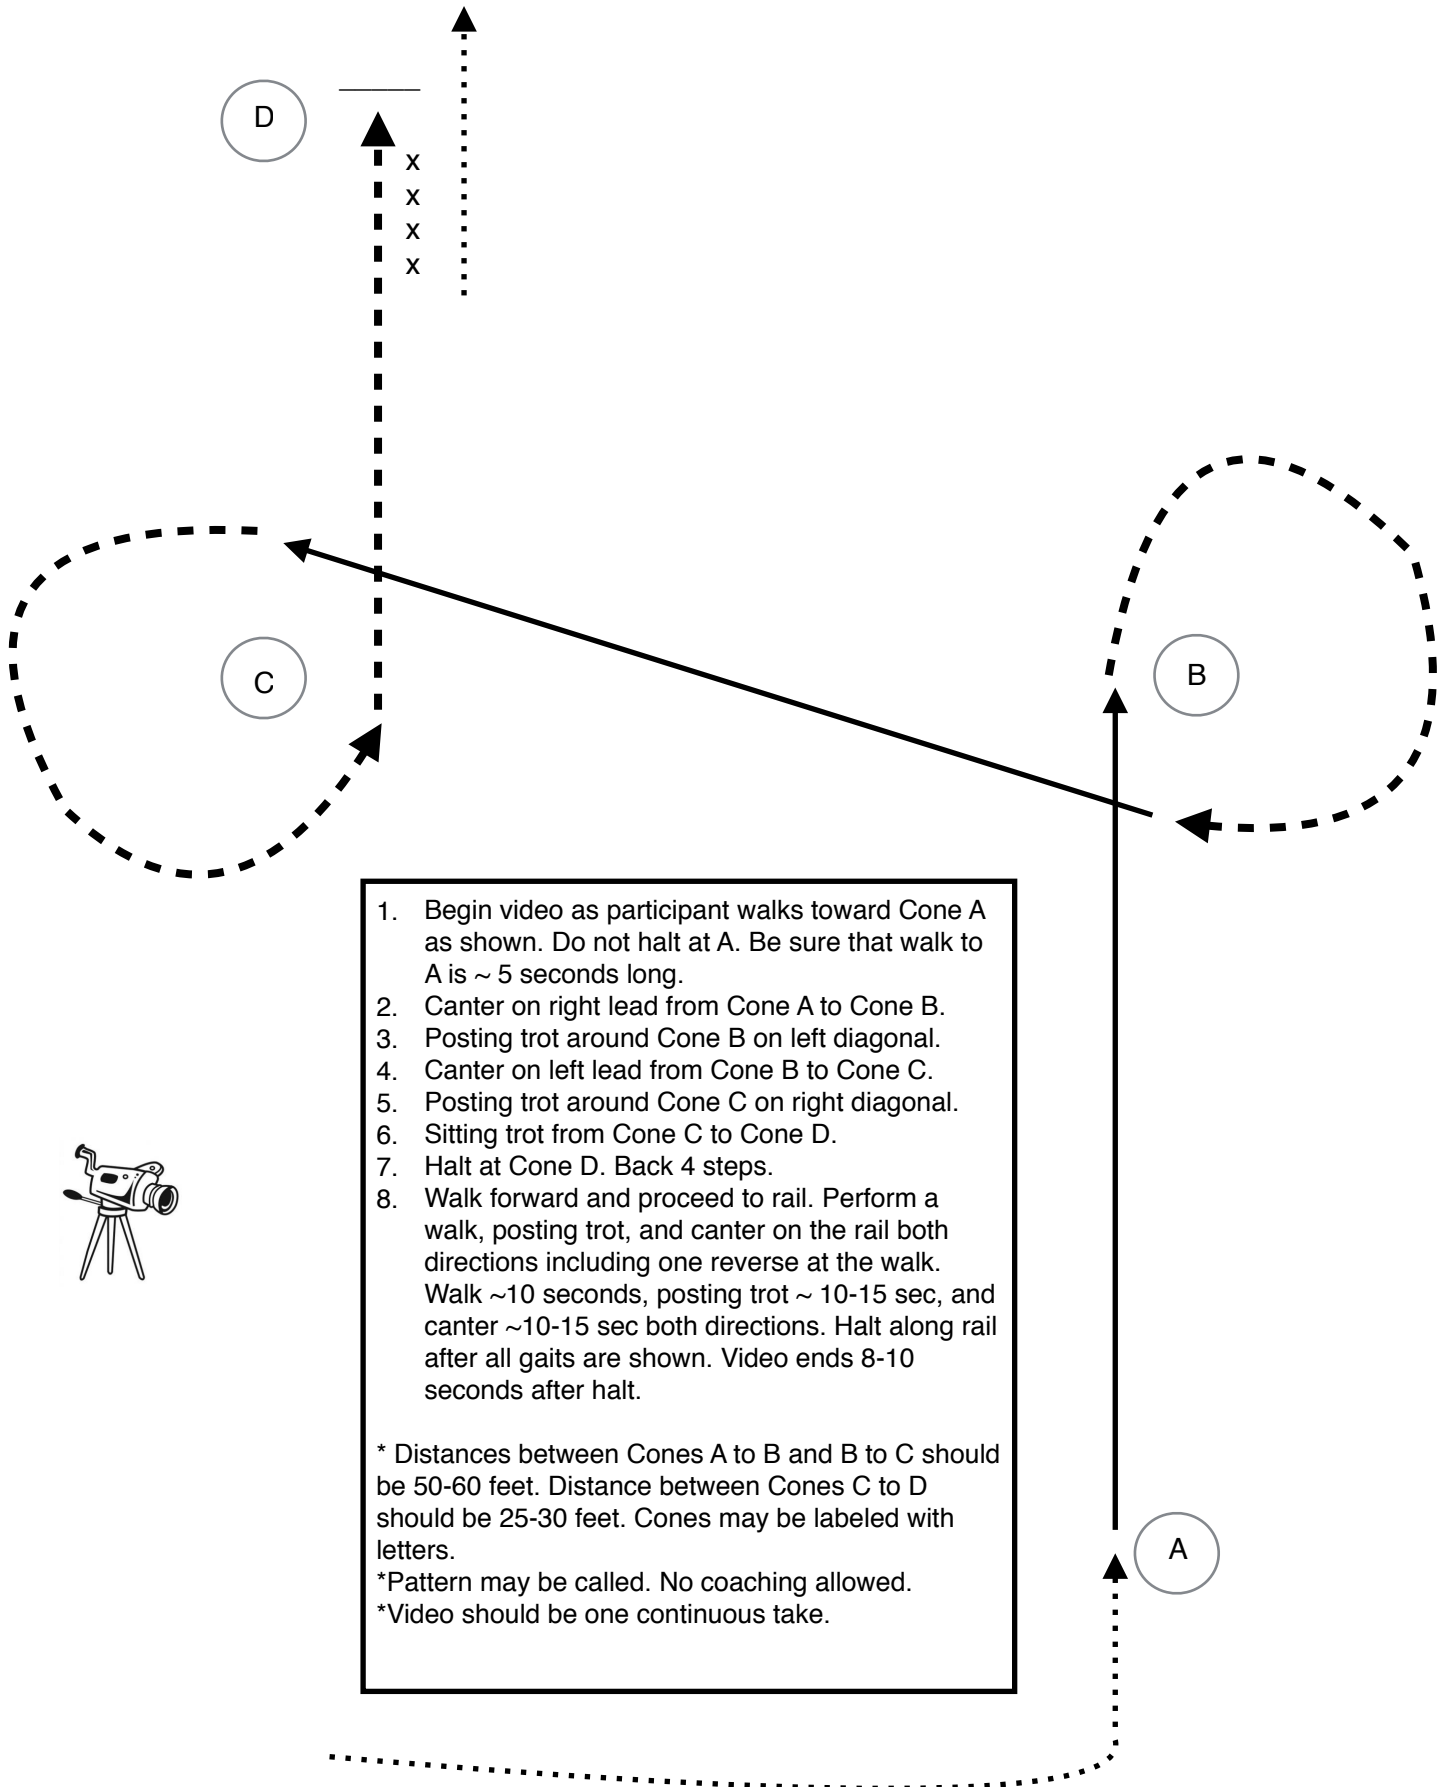 D
x
x
x
x
C
B
1. Begin video as participant walks toward Cone A
as shown. Do not halt at A. Be sure that walk to
A is ~ 5 seconds long.
2. Canter on right lead from Cone A to Cone B.
3. Posting trot around Cone B on left diagonal.
4. Canter on left lead from Cone B to Cone C.
5. Posting trot around Cone C on right diagonal.
6. Sitting trot from Cone C to Cone D.
7. Halt at Cone D. Back 4 steps.
8. Walk forward and proceed to rail. Perform a
walk, posting trot, and canter on the rail both
directions including one reverse at the walk.
Walk ~10 seconds, posting trot ~ 10-15 sec, and
canter ~10-15 sec both directions. Halt along rail
after all gaits are shown. Video ends 8-10
seconds after halt.
* Distances between Cones A to B and B to C should
be 50-60 feet. Distance between Cones C to D
should be 25-30 feet. Cones may be labeled with
letters.
*Pattern may be called. No coaching allowed.
*Video should be one continuous take.
A